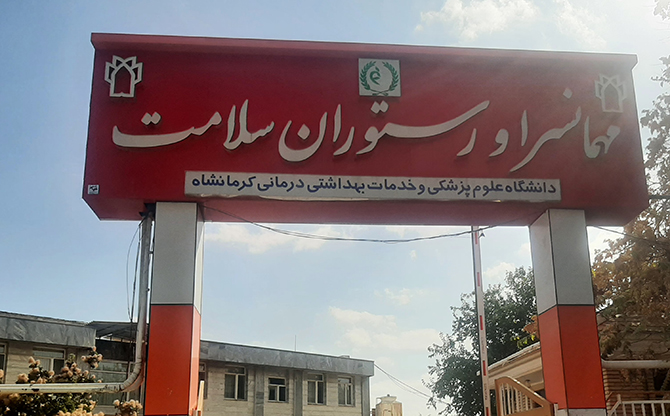 مهمانسرا و رستوران سلامت
دانشگاه علوم پزشکی و خدمات بهداشتی درمانی کرمانشاه